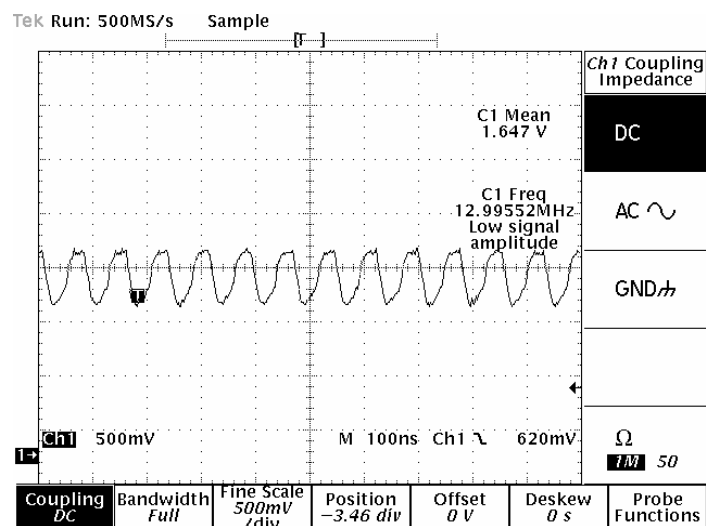 Tek Run: 500MS/s Sample
[T ]
Ch1 Coupling
Impedance
C1 Mean
1.647 V
DC
C1 Freq
12.99552MHz
Low signal
amplitude
AC
GND
T
Ch1 500mV M 100ns Ch1 620mV
1→
Ω
1M 50
Coupling
DC
Bandwidth
Full
Fine Scale
500mV
/div
Position
−3.46 div
Offset
0 V
Deskew
0 s
Probe
Functions